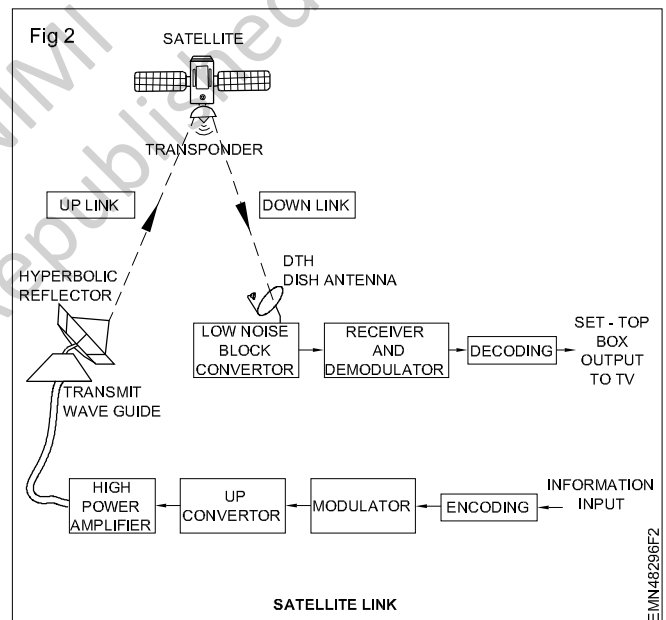 Fig 2
SATELLITE
TRANSPONDER
UP LINK
DOWN LINK
HYPERBOLIC
REFLECTOR
DTH
DISH ANTENNA
TRANSMIT
WAVE GUIDE
LOW NOISE
BLOCK
CONVERTOR
RECEIVER
AND
DEMODULATOR
DECODING
SET - TOP
BOX
OUTPUT
TO TV
HIGH
POWER
AMPLIFIER
UP
CONVERTOR
MODULATOR
ENCODING
INFORMATION
INPUT
SATELLITE LINK
EMN48296F2
NIMI
Republished